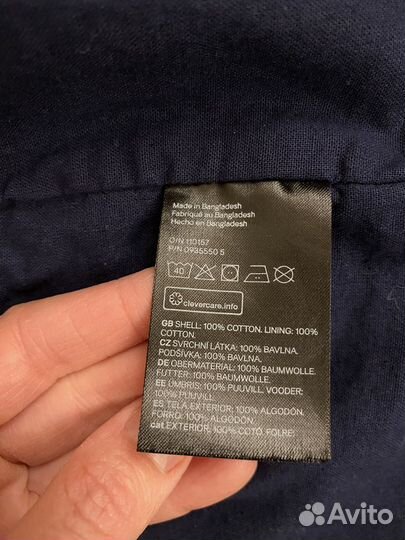 Made in Bangladesh
Fabriqué au Bangladesh
Hecho en Bangladesh
O/N 110157
P/N 0935550 5
40
clevercare.info
GB SHELL: 100% COTTON. LINING: 100%
COTTON.
CZ SVRCHNÍ LÁTKA: 100% BAVLNA.
PODŠÍVKA: 100% BAVLNA.
DE OBERMATERIAL: 100% BAUMWOLLE.
FUTTER: 100% BAUMWOLLE.
EE ÜMBRIS: 100% PUUVILL. VOODER:
100% PUUVILL.
ES TELA EXTERIOR: 100% ALGODÓN.
FORRO: 100% ALGODÓN.
cat EXTERIOR: 100% COTÓ. FOLRE:
Avito